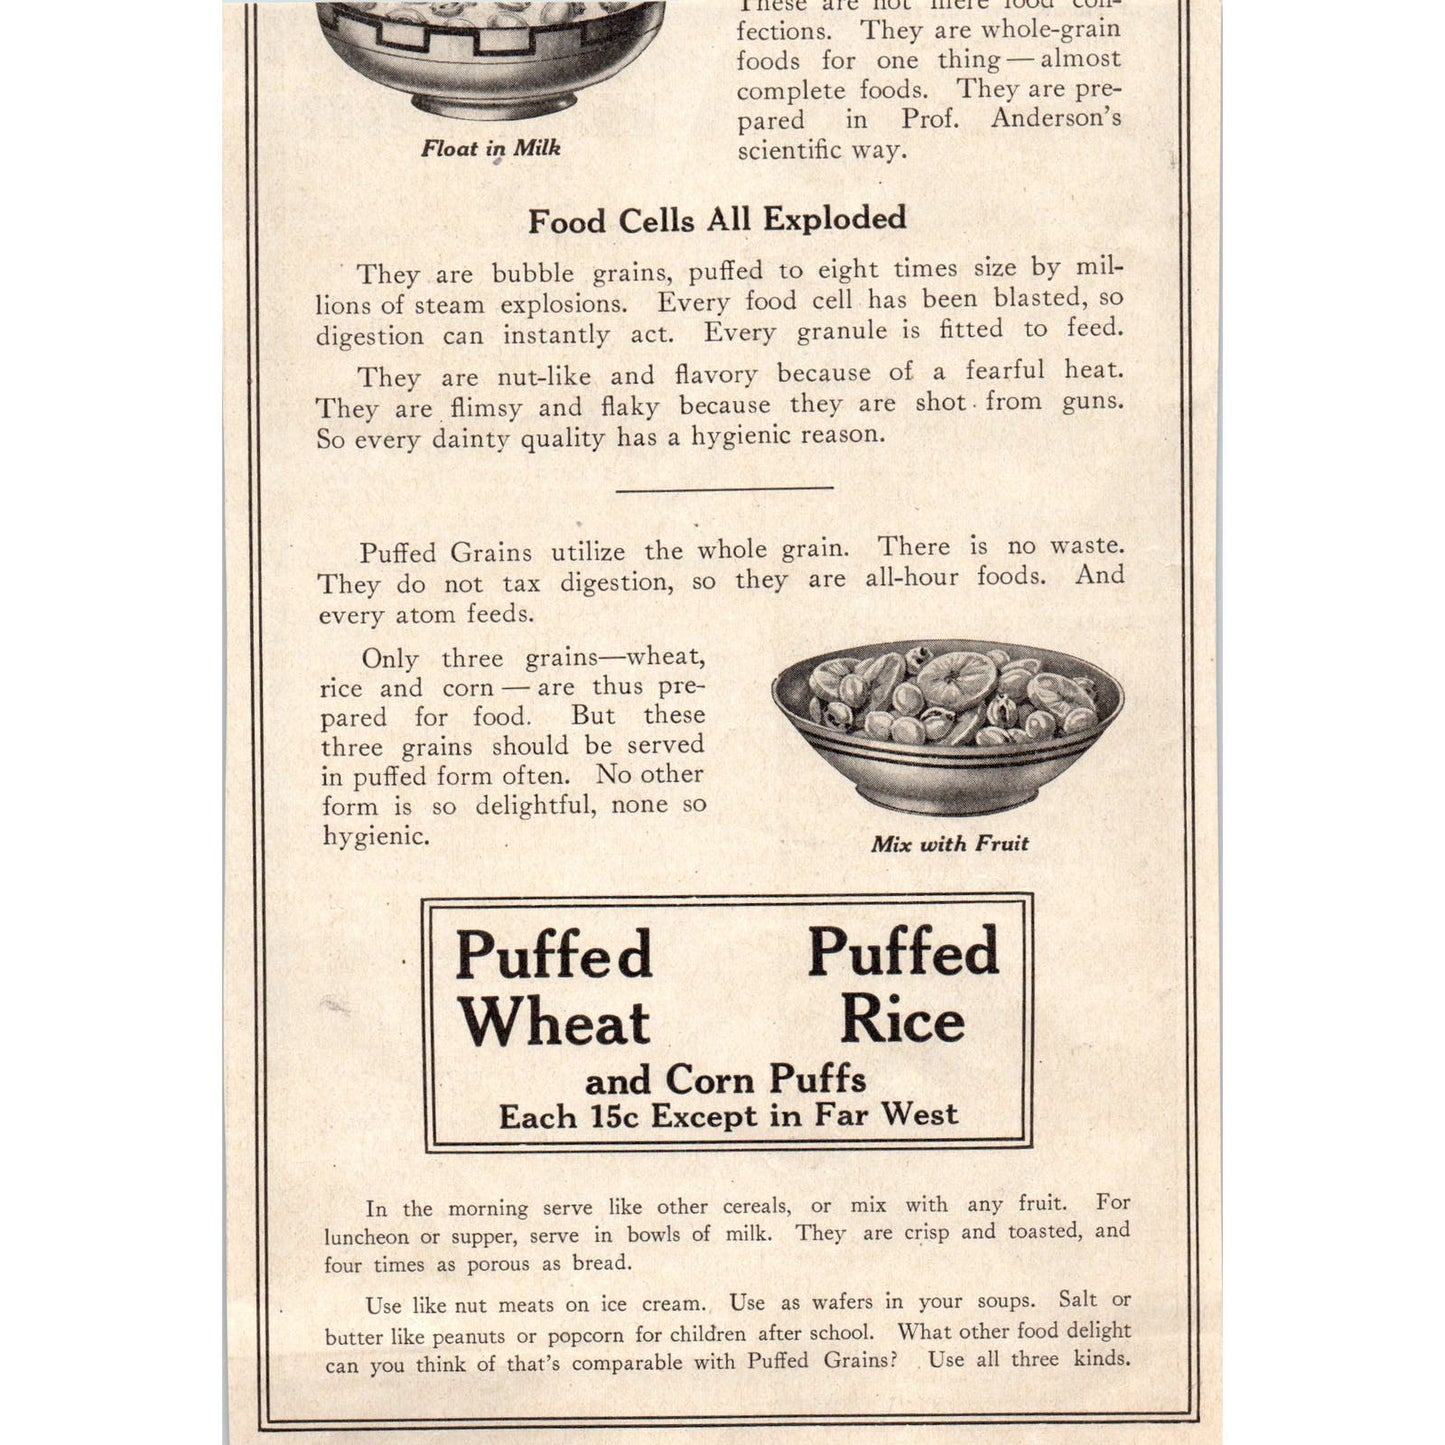 These are not mere food con-
fections. They are whole-grain
foods for one thing — almost
complete foods. They are pre-
pared in Prof. Anderson's
scientific way.
Float in Milk
Food Cells All Exploded
They are bubble grains, puffed to eight times size by mil-
lions of steam explosions. Every food cell has been blasted, so
digestion can instantly act. Every granule is fitted to feed.
They are nut-like and flavory because of a fearful heat.
They are flimsy and flaky because they are shot from guns.
So every dainty quality has a hygienic reason.
Puffed Grains utilize the whole grain. There is no waste.
They do not tax digestion, so they are all-hour foods. And
every atom feeds.
Only three grains—wheat,
rice and corn — are thus pre-
pared for food. But these
three grains should be served
in puffed form often. No other
form is so delightful, none so
hygienic.
Mix with Fruit
Puffed Wheat
Puffed Rice
and Corn Puffs
Each 15c Except in Far West
In the morning serve like other cereals, or mix with any fruit. For
luncheon or supper, serve in bowls of milk. They are crisp and toasted, and
four times as porous as bread.
Use like nut meats on ice cream. Use as wafers in your soups. Salt or
butter like peanuts or popcorn for children after school. What other food delight
can you think of that's comparable with Puffed Grains? Use all three kinds.